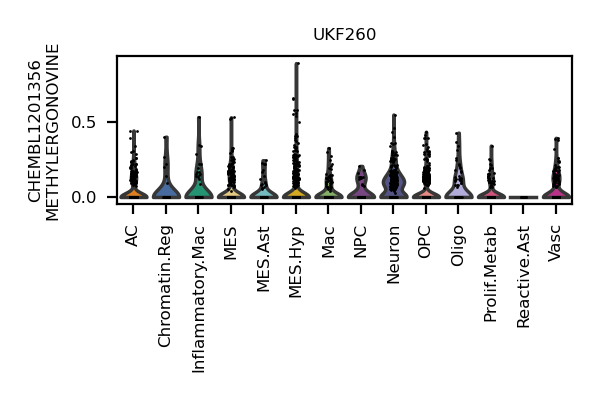 UKF260
CHEMBL1201356
METHYLERGONOVINE
0.5
0.0
AC
Chromatin.Reg
Inflammatory.Mac
MES
MES.Ast
MES.Hyp
Mac
NPC
Neuron
OPC
Oligo
Prolif.Metab
Reactive.Ast
Vasc